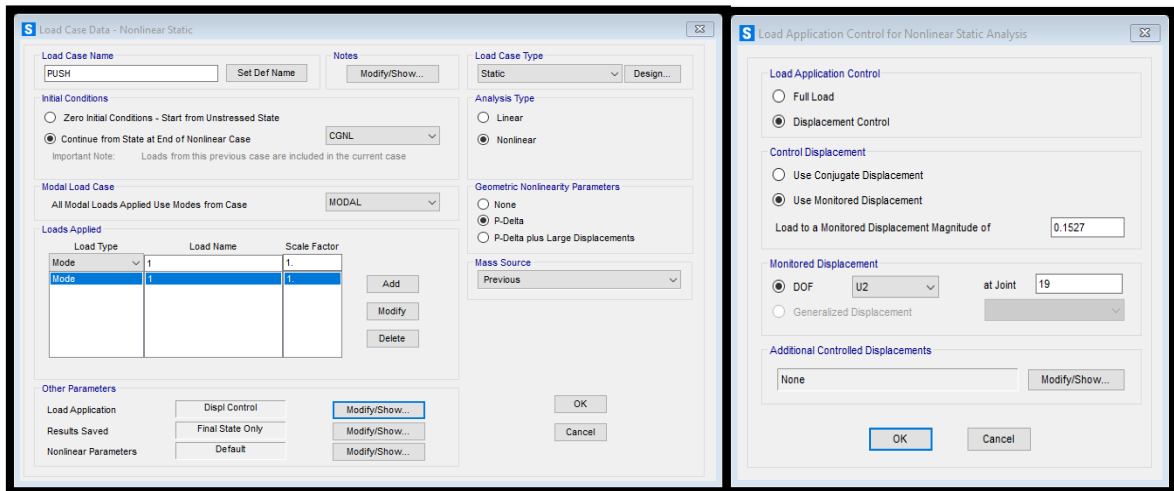 Load Case Data - Nonlinear Static
Load Case Name
PUSH
Set Def Name
Notes
Modify/Show...
Load Case Type
Static
Design...
Initial Conditions
Zero Initial Conditions - Start from Unstressed State
Continue from State at End of Nonlinear Case
CGNL
Important Note: Loads from this previous case are included in the current case
Analysis Type
Linear
Nonlinear
Modal Load Case
All Modal Loads Applied Use Modes from Case
MODAL
Geometric Nonlinearity Parameters
None
P-Delta
P-Delta plus Large Displacements
Loads Applied
Load Type Load Name Scale Factor
Mode 1 1.
Mode 1 1.
Add
Modify
Delete
Mass Source
Previous
Other Parameters
Load Application Displ Control Modify/Show...
Results Saved Final State Only Modify/Show...
Nonlinear Parameters Default Modify/Show...
OK
Cancel
S Load Application Control for Nonlinear Static Analysis
Load Application Control
Full Load
Displacement Control
Control Displacement
Use Conjugate Displacement
Use Monitored Displacement
Load to a Monitored Displacement Magnitude of 0.1527
Monitored Displacement
DOF U2 at Joint 19
Generalized Displacement
Additional Controlled Displacements
None Modify/Show...
OK Cancel